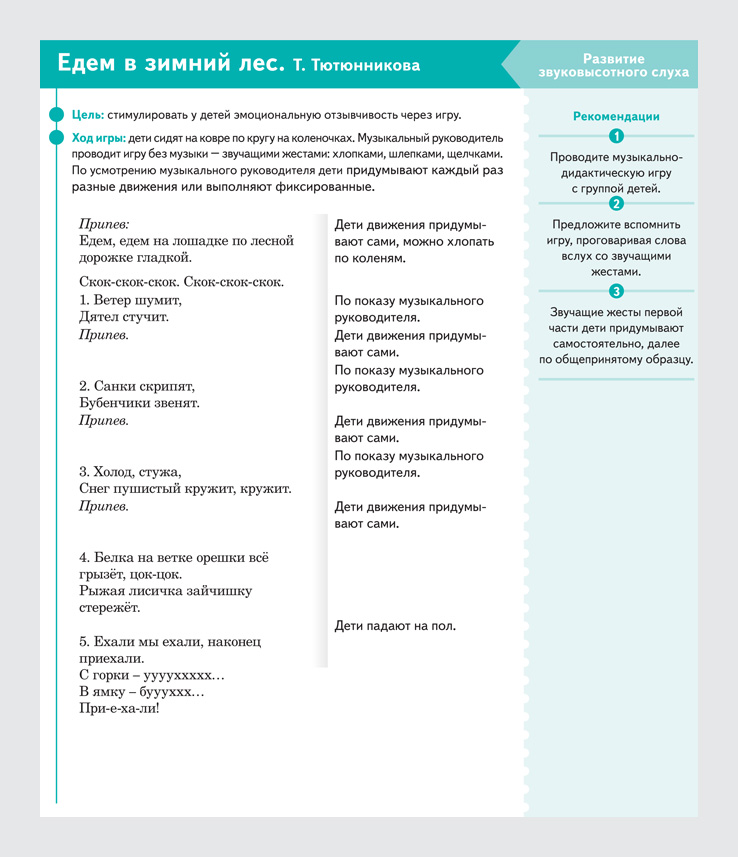 Едем в зимний лес. Т. Тютюнникова
Развитие
звуковысотного слуха
Цель: стимулировать у детей эмоциональную отзывчивость через игру.
Ход игры: дети сидят на ковре по кругу на коленочках. Музыкальный руководитель
проводит игру без музыки — звучащими жестами: хлопками, шлепками, щелчками.
По усмотрению музыкального руководителя дети придумывают каждый раз
разные движения или выполняют фиксированные.
Припев:
Едем, едем на лошадке по лесной
дорожке гладкой.
Скок-скок-скок. Скок-скок-скок.
1. Ветер шумит,
Дятел стучит.
Припев.
2. Санки скрипят,
Бубенчики звенят.
Припев.
3. Холод, стужа,
Снег пушистый кружит, кружит.
Припев.
4. Белка на ветке орешки всё
грызёт, цок-цок.
Рыжая лисичка зайчишку
стережёт.
5. Ехали мы ехали, наконец
приехали.
С горки – уууухxxxx…
В ямку – буууххх…
При-е-ха-ли!
Дети движения придумы-
вают сами, можно хлопать
по коленям.
По показу музыкального
руководителя.
Дети движения придумы-
вают сами.
По показу музыкального
руководителя.
Дети движения придумы-
вают сами.
По показу музыкального
руководителя.
Дети движения придумы-
вают сами.
Дети падают на пол.
Рекомендации
1
Проводите музыкально-
дидактическую игру
с группой детей.
2
Предложите вспомнить
игру, проговаривая слова
вслух со звучащими
жестами.
3
Звучащие жесты первой
части дети придумывают
самостоятельно, далее
по общепринятому образцу.